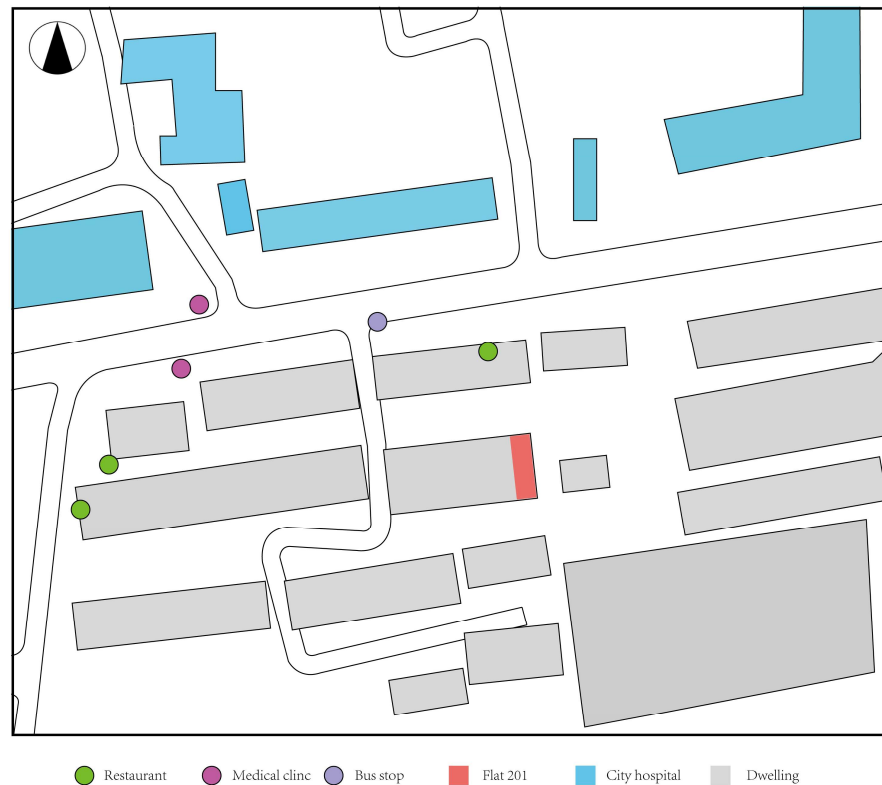 Restaurant
Medical clinc
Bus stop
Flat 201
City hospital
Dwelling